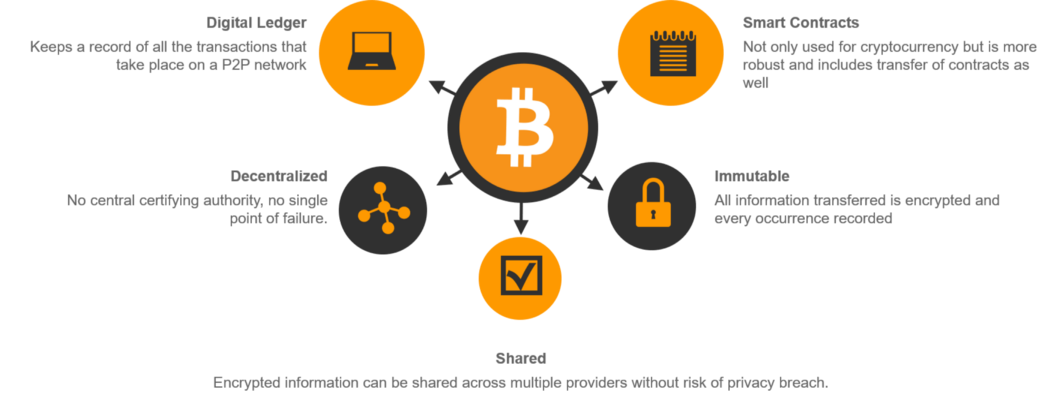 Digital Ledger
Keeps a record of all the transactions that
take place on a P2P network
Smart Contracts
Not only used for cryptocurrency but is more
robust and includes transfer of contracts as
well
Decentralized
No central certifying authority, no single
point of failure.
Immutable
All information transferred is encrypted and
every occurrence recorded
Shared
Encrypted information can be shared across multiple providers without risk of privacy breach.